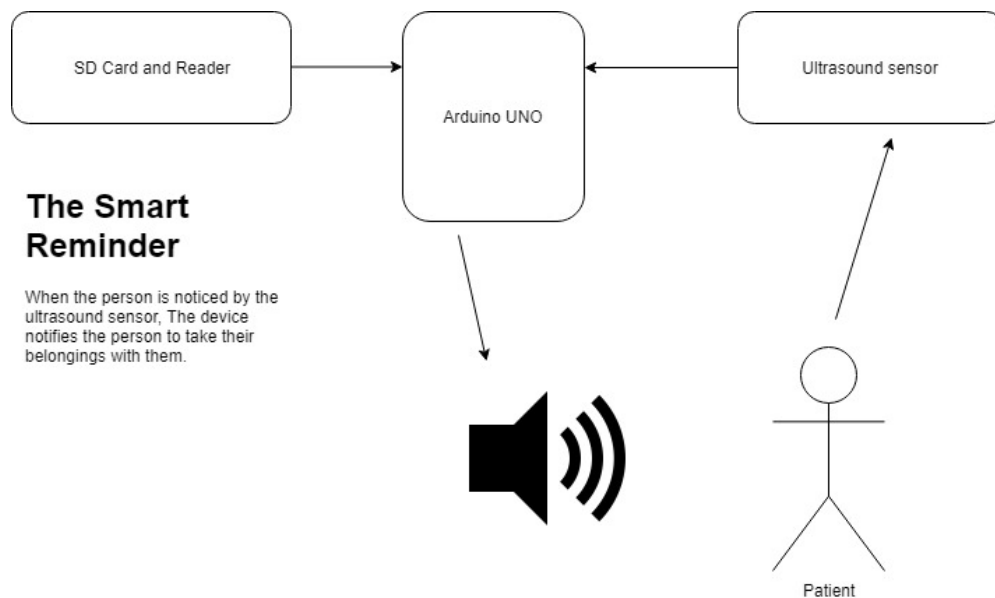 SD Card and Reader
Arduino UNO
Ultrasound sensor
The Smart
Reminder
When the person is noticed by the
ultrasound sensor, The device
notifies the person to take their
belongings with them.
Patient